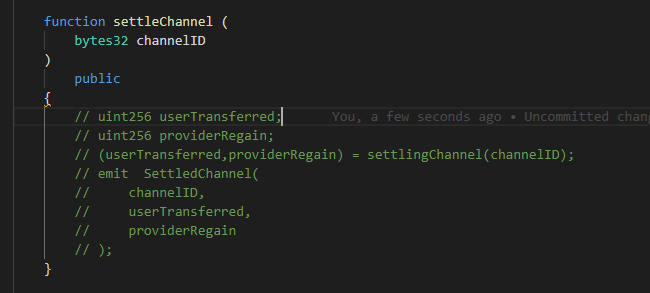 function settleChannel (
bytes32 channelID
)
public
{
// uint256 userTransferred; You, a few seconds ago • Uncommitted chang
// uint256 providerRegain;
// (userTransferred,providerRegain) = settlingChannel(channelID);
// emit  SettledChannel(
//     channelID,
//     userTransferred,
//     providerRegain
// );
}